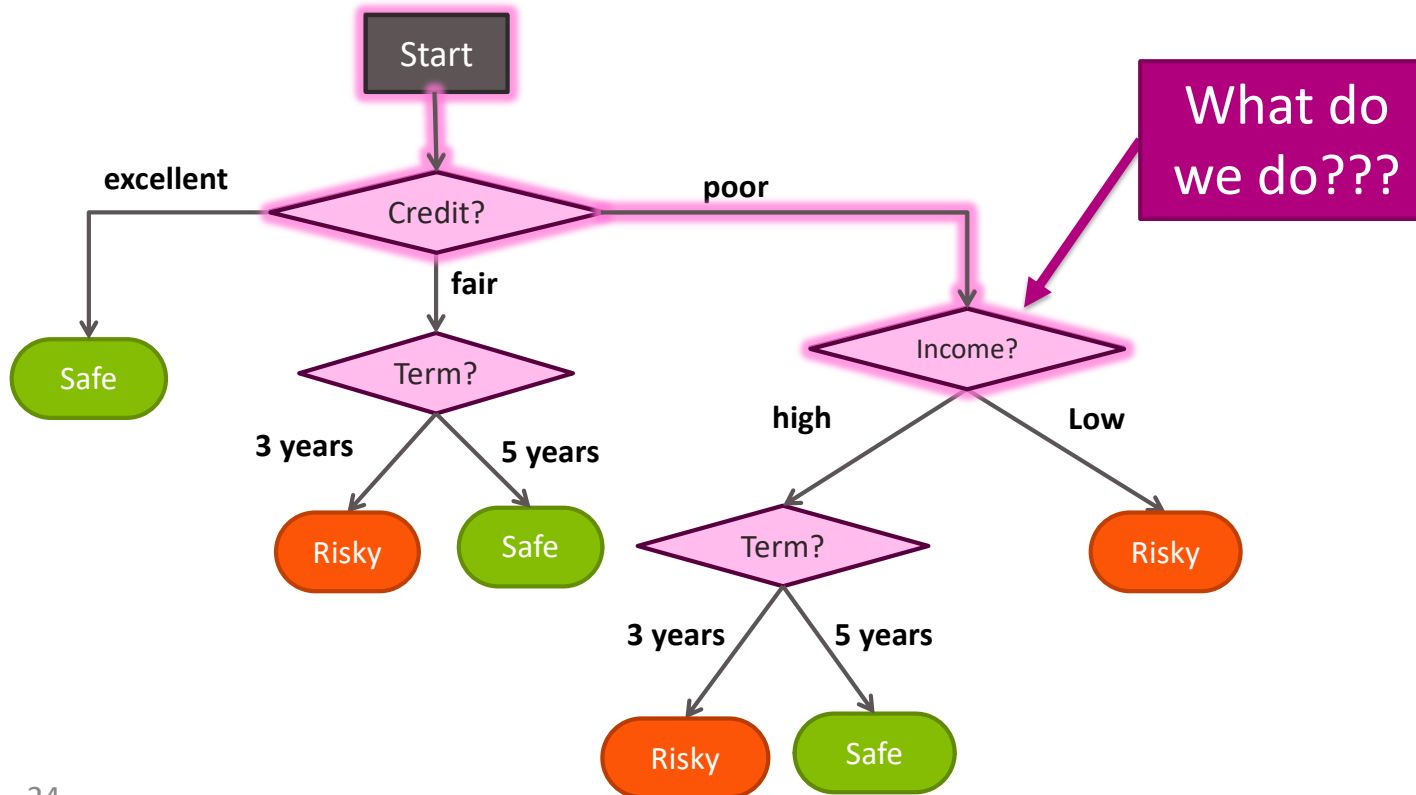 Start
What do
we do???
excellent
Credit?
poor
fair
Income?
Safe
Term?
high
Low
3 years
5 years
Risky
Safe
Term?
Risky
3 years
5 years
Risky
Safe